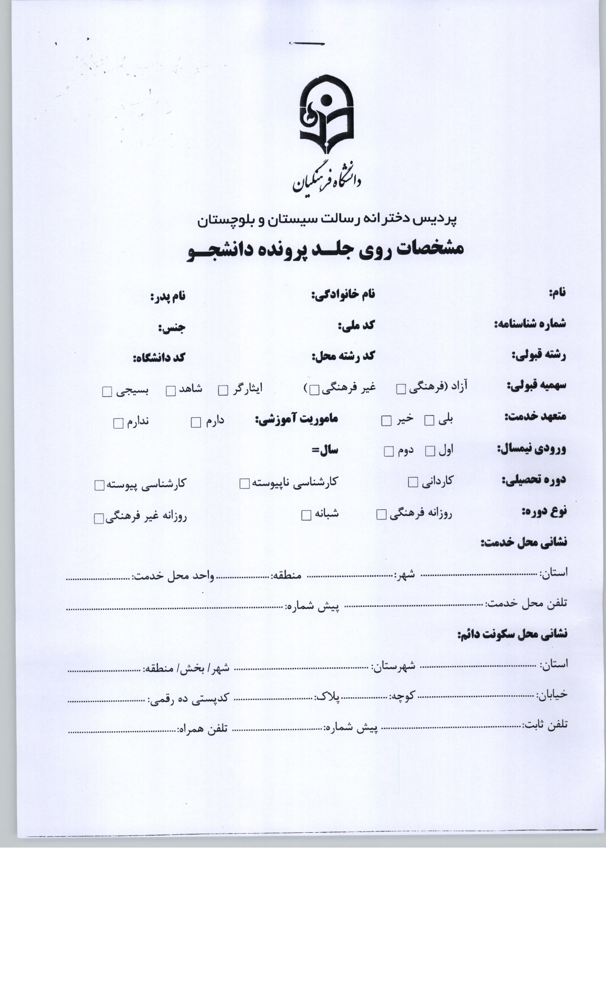 دانشگاه فرهنگیان
پردیس دخترانه رسالت سیستان و بلوچستان
مشخصات روی جلد پرونده دانشجو
نام: نام خانوادگی: نام پدر:
شماره شناسنامه: کد ملی: جنس:
رشته قبولی: کد رشته محل: کد دانشگاه:
سهمیه قبولی: آزاد (فرهنگی □ غیر فرهنگی □) ایثارگر □ شاهد □ بسیجی □
متعهد خدمت: بلی □ خیر □ ماموریت آموزشی: دارم □ ندارم □
ورودی نیمسال: اول □ دوم □ سال=
دوره تحصیلی: کاردانی □ کارشناسی ناپیوسته □ کارشناسی پیوسته □
نوع دوره: روزانه فرهنگی □ شبانه □ روزانه غیر فرهنگی □
نشانی محل خدمت:
استان: .......... شهر: .......... منطقه: .......... واحد محل خدمت: ..........
تلفن محل خدمت: .......... پیش شماره: ..........
نشانی محل سکونت دائم:
استان: .......... شهرستان: .......... شهر/ بخش/ منطقه: ..........
خیابان: .......... کوچه: .......... پلاک: .......... کدپستی ده رقمی: ..........
تلفن ثابت: .......... پیش شماره: .......... تلفن همراه: ..........